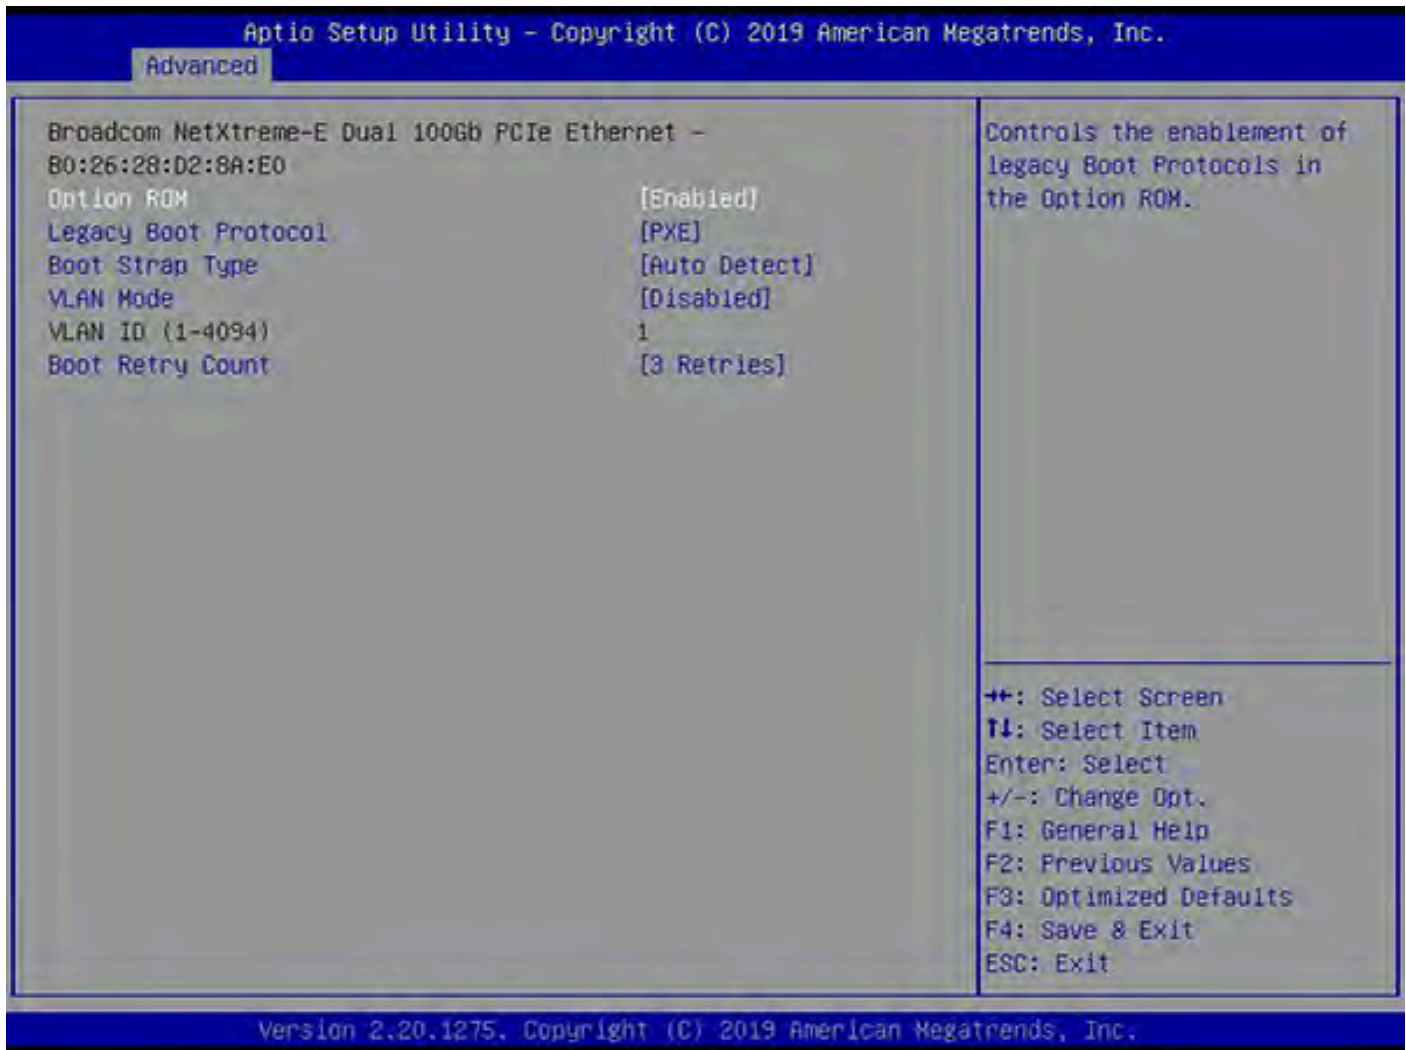 Aptio Setup Utility – Copyright (C) 2019 American Megatrends, Inc.
Advanced
Broadcom NetXtreme-E Dual 100Gb PCIe Ethernet –
B0:26:28:D2:8A:E0
Option ROM [Enabled]
Legacy Boot Protocol [PXE]
Boot Strap Type [Auto Detect]
VLAN Mode [Disabled]
VLAN ID (1-4094) 1
Boot Retry Count [3 Retries]
Controls the enablement of
legacy Boot Protocols in
the Option ROM.
→←: Select Screen
↑↓: Select Item
Enter: Select
+/-: Change Opt.
F1: General Help
F2: Previous Values
F3: Optimized Defaults
F4: Save & Exit
ESC: Exit
Version 2.20.1275. Copyright (C) 2019 American Megatrends, Inc.